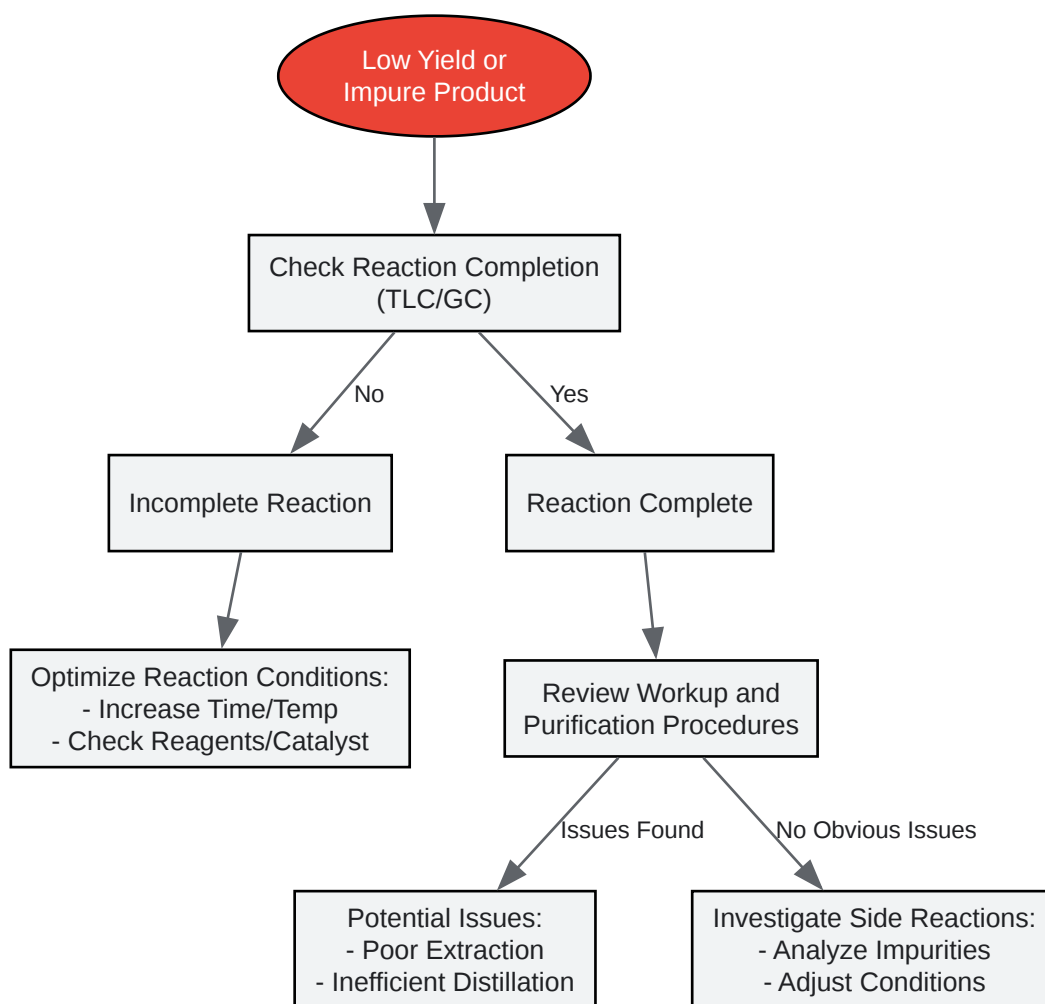 Low Yield or
Impure Product
Check Reaction Completion
(TLC/GC)
No
Yes
Incomplete Reaction
Reaction Complete
Optimize Reaction Conditions:
- Increase Time/Temp
- Check Reagents/Catalyst
Review Workup and
Purification Procedures
Issues Found
No Obvious Issues
Potential Issues:
- Poor Extraction
- Inefficient Distillation
Investigate Side Reactions:
- Analyze Impurities
- Adjust Conditions